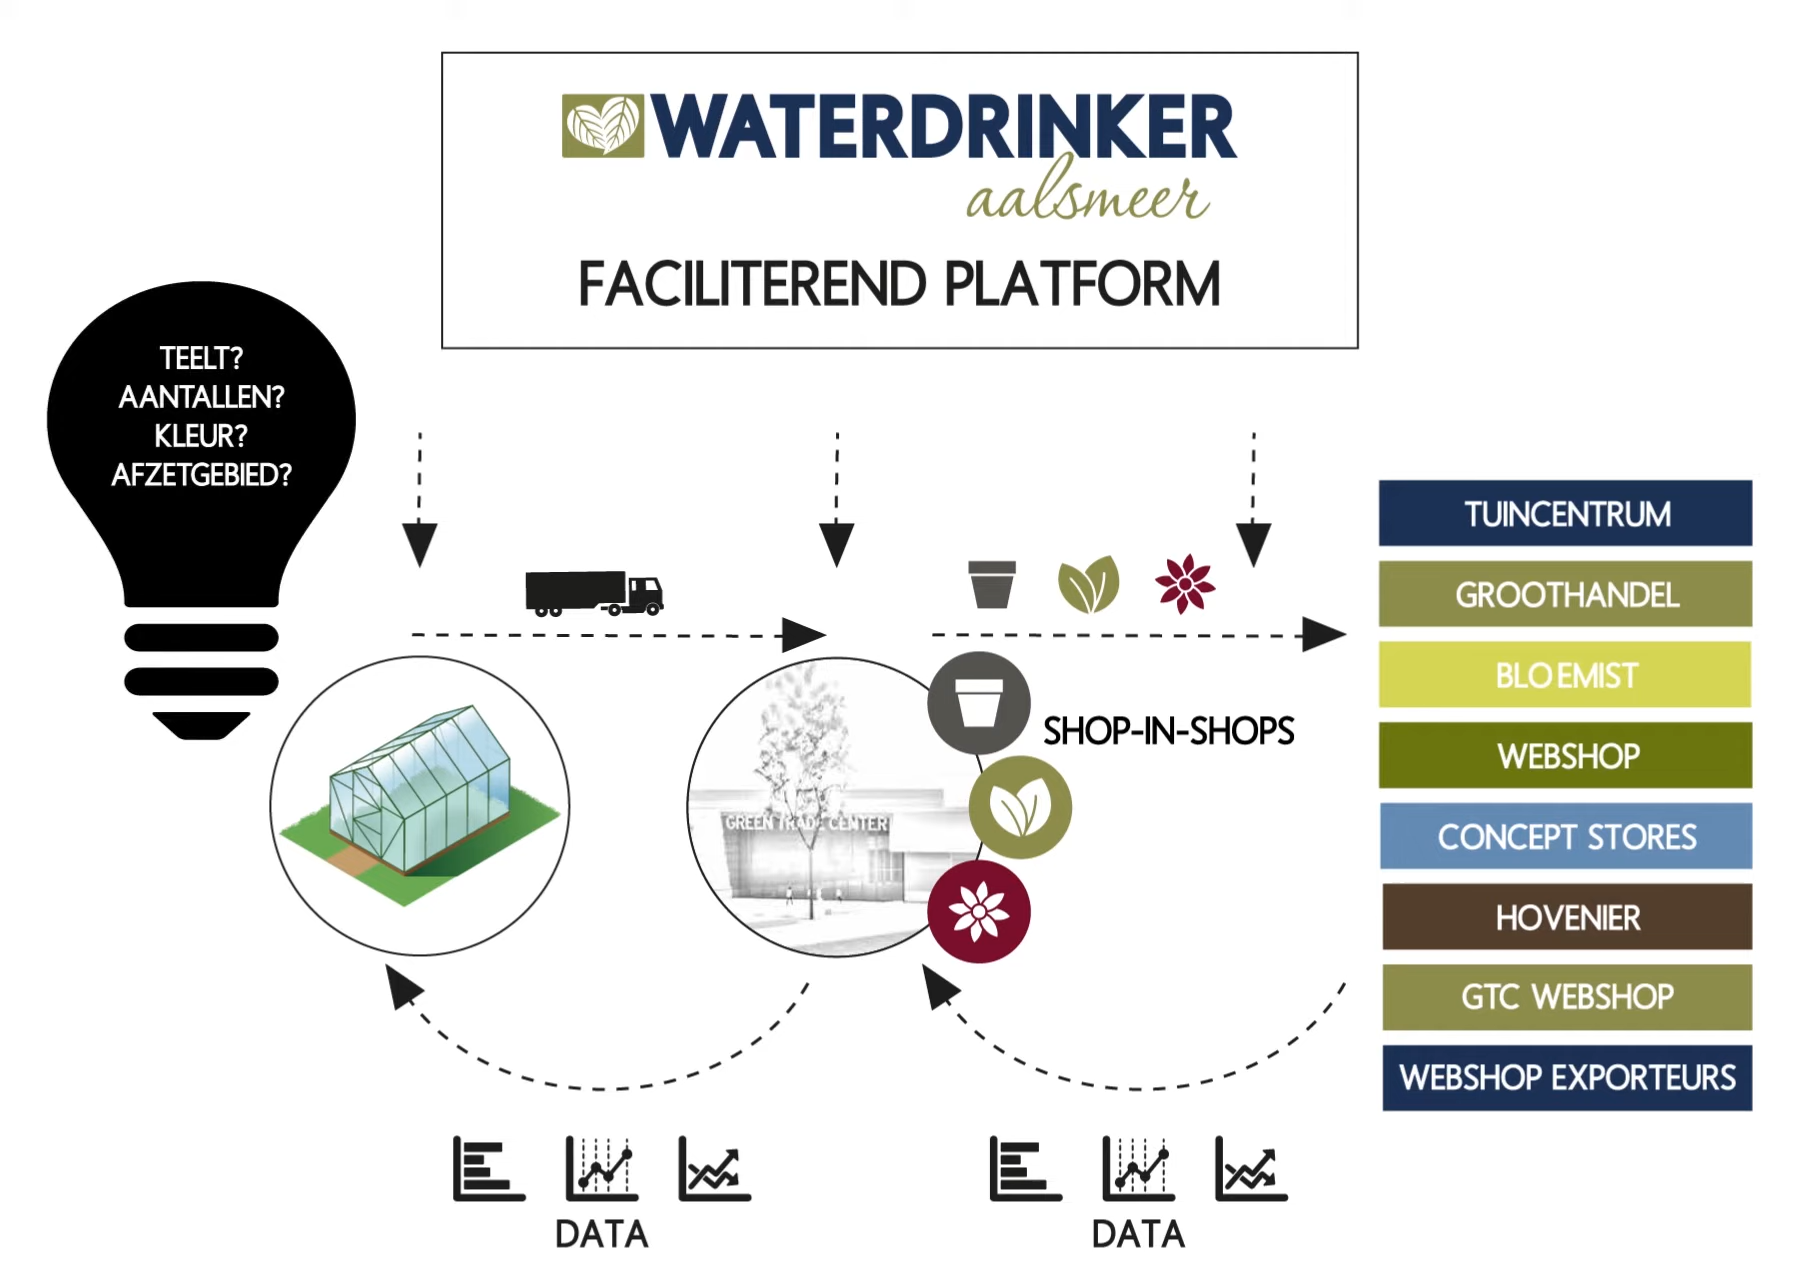 WATERDRINKER
aalsmeer
FACILITEREND PLATFORM
TEELT?
AANTALLEN?
KLEUR?
AFZETGEBIED?
SHOP-IN-SHOPS
GREEN TRADE CENTER
TUINCENTRUM
GROOTHANDEL
BLOEMIST
WEBSHOP
CONCEPT STORES
HOVENIER
GTC WEBSHOP
WEBSHOP EXPORTEURS
DATA
DATA